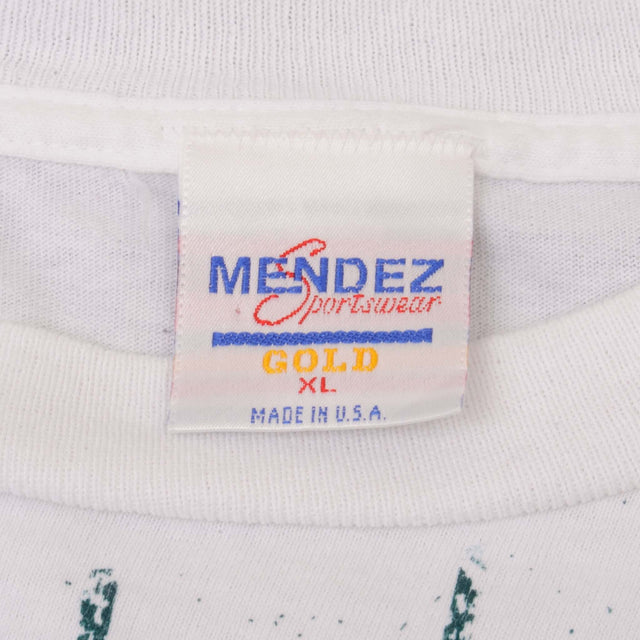 MENDEZ
Sportswear
GOLD
XL
MADE IN U.S.A.